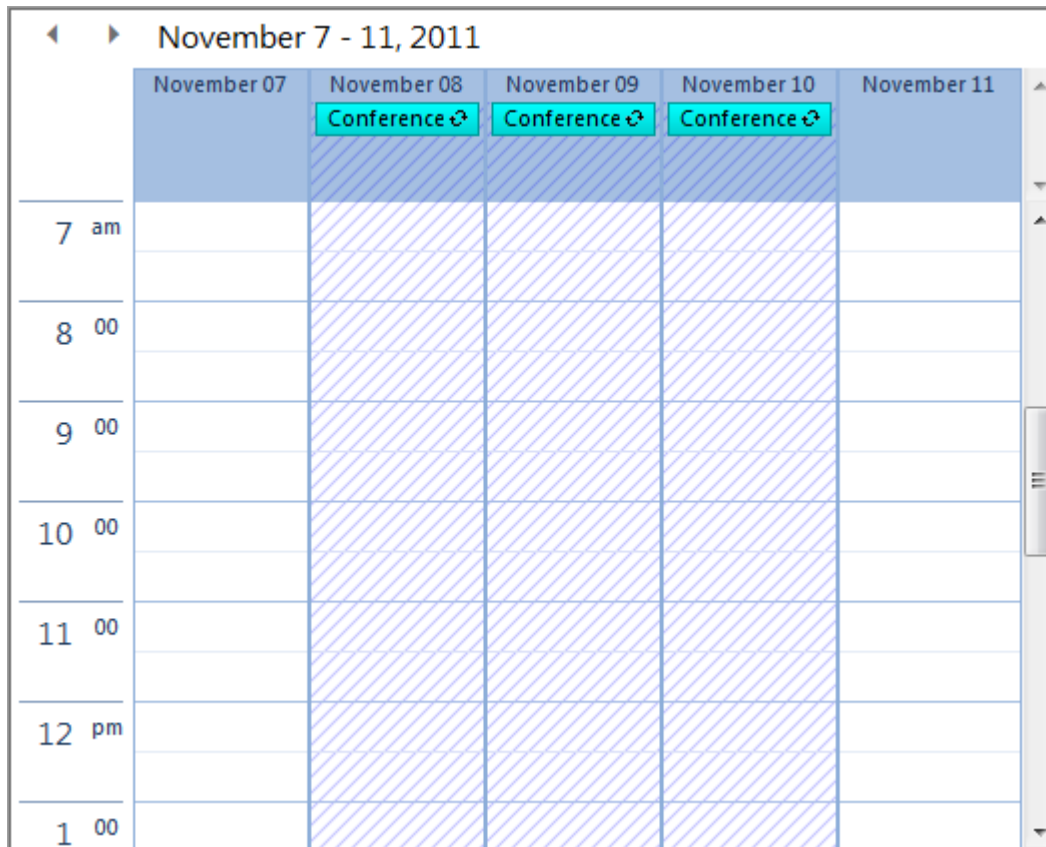 November 7 - 11, 2011
November 07 November 08 November 09 November 10 November 11
Conference Conference Conference
7 am
8 00
9 00
10 00
11 00
12 pm
1 00